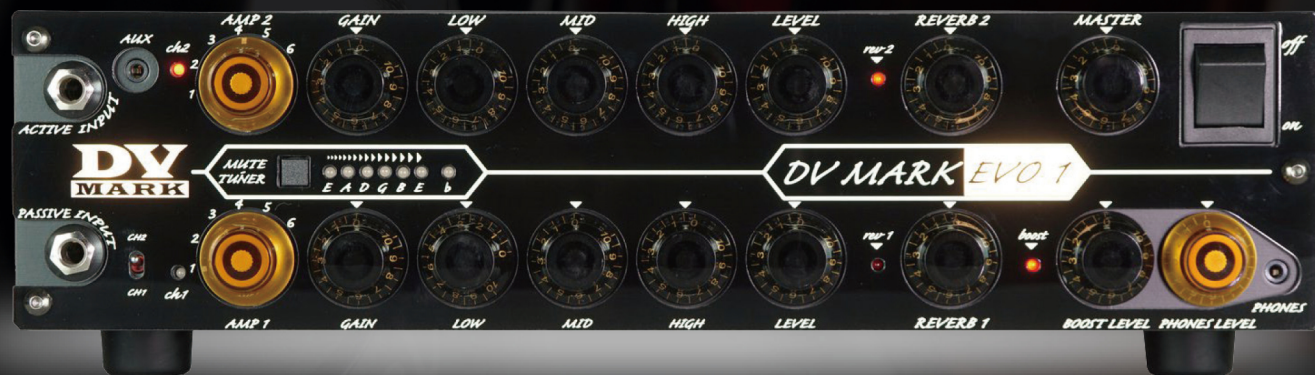 AMP 2 GAIN LOW MID HIGH LEVEL REVERB 2 MASTER
AUX ch2 3 4 5 6 2 1 rev 2 off
ACTIVE INPUT on
DV MARK
MUTE TUNER
E A D G B E b
DV MARK EVO 1
PASSIVE INPUT 3 4 5 6 2 1
CH2 CH1 ch1 rev 1 boost
AMP 1 GAIN LOW MID HIGH LEVEL REVERB 1 BOOST LEVEL PHONES LEVEL PHONES